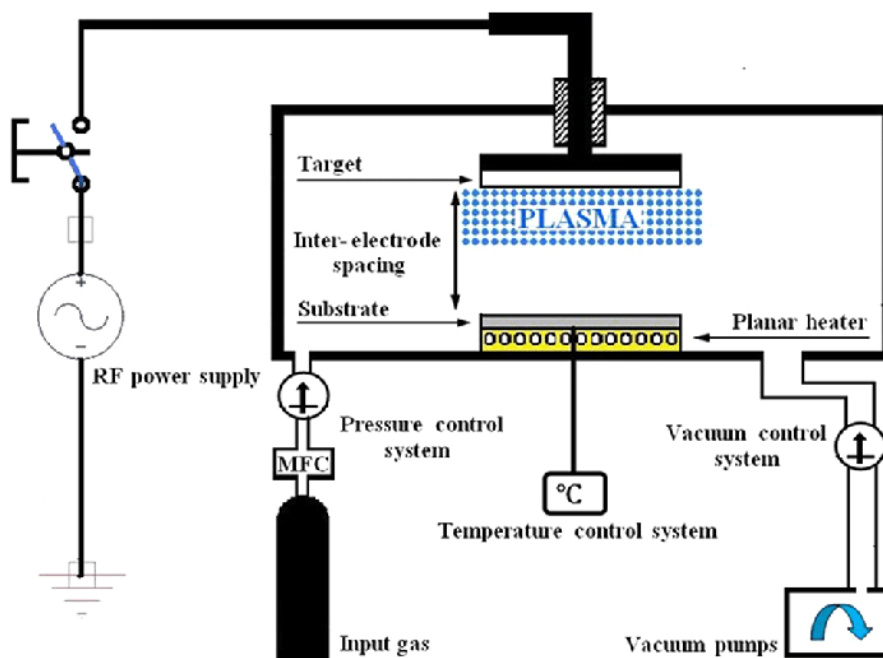 Target
PLASMA
Inter-electrode
spacing
Substrate
Planar heater
RF power supply
+
−
Pressure control
system
MFC
Vacuum control
system
°C
Temperature control system
Input gas
Vacuum pumps